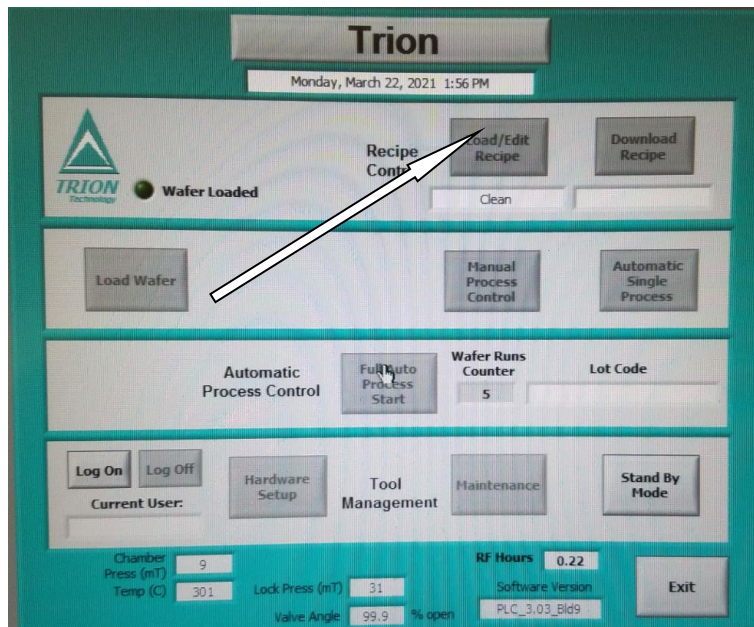 Trion
Monday, March 22, 2021 1:56 PM
TRION
Technology
Wafer Loaded
Recipe
Load/Edit
Recipe
Clean
Download
Recipe
Load Wafer
Manual
Process
Control
Automatic
Single
Process
Automatic
Process Control
Full Auto
Process
Start
Wafer Runs
Counter
5
Lot Code
Log On
Log Off
Current User:
Hardware
Setup
Tool
Management
Maintenance
Stand By
Mode
Chamber
Press (mT)
9
Temp (C)
301
Lock Press (mT)
31
Valve Angle
99.9
% open
RF Hours
0.22
Software Version
PLC_3.03_Bld9
Exit